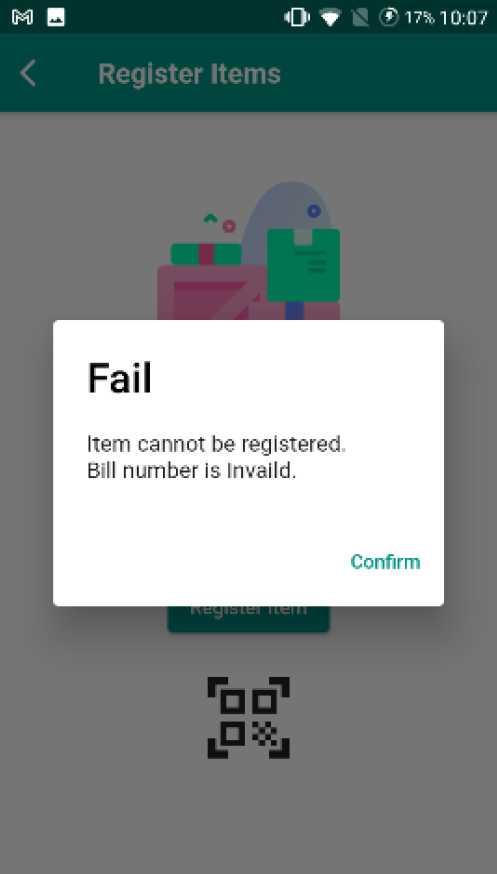 17% 10:07
Register Items
Fail
Item cannot be registered.
Bill number is Invaild.
Confirm
Register Item